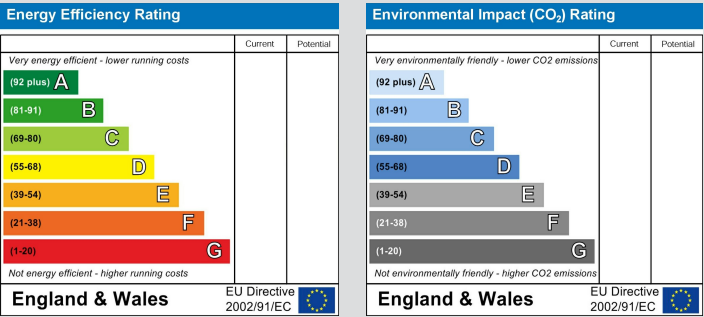 Energy Efficiency Rating
Current Potential
Very energy efficient - lower running costs
(92 plus) A
(81-91) B
(69-80) C
(55-68) D
(39-54) E
(21-38) F
(1-20) G
Not energy efficient - higher running costs
England & Wales
EU Directive
2002/91/EC
Environmental Impact (CO₂) Rating
Current Potential
Very environmentally friendly - lower CO2 emissions
(92 plus) A
(81-91) B
(69-80) C
(55-68) D
(39-54) E
(21-38) F
(1-20) G
Not environmentally friendly - higher CO2 emissions
England & Wales
EU Directive
2002/91/EC